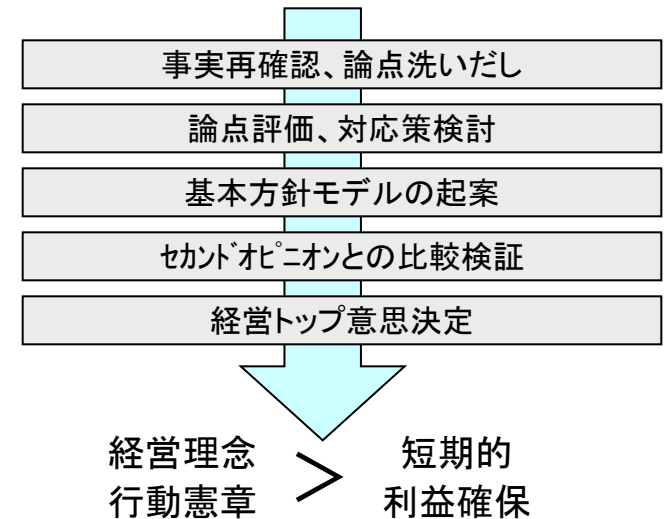 事実再確認、論点洗いだし
論点評価、対応策検討
基本方針モデルの起案
ｾｶﾝﾄﾞｵﾋﾟﾆｵﾝとの比較検証
経営トップ意思決定
経営理念 > 短期的
行動憲章 利益確保